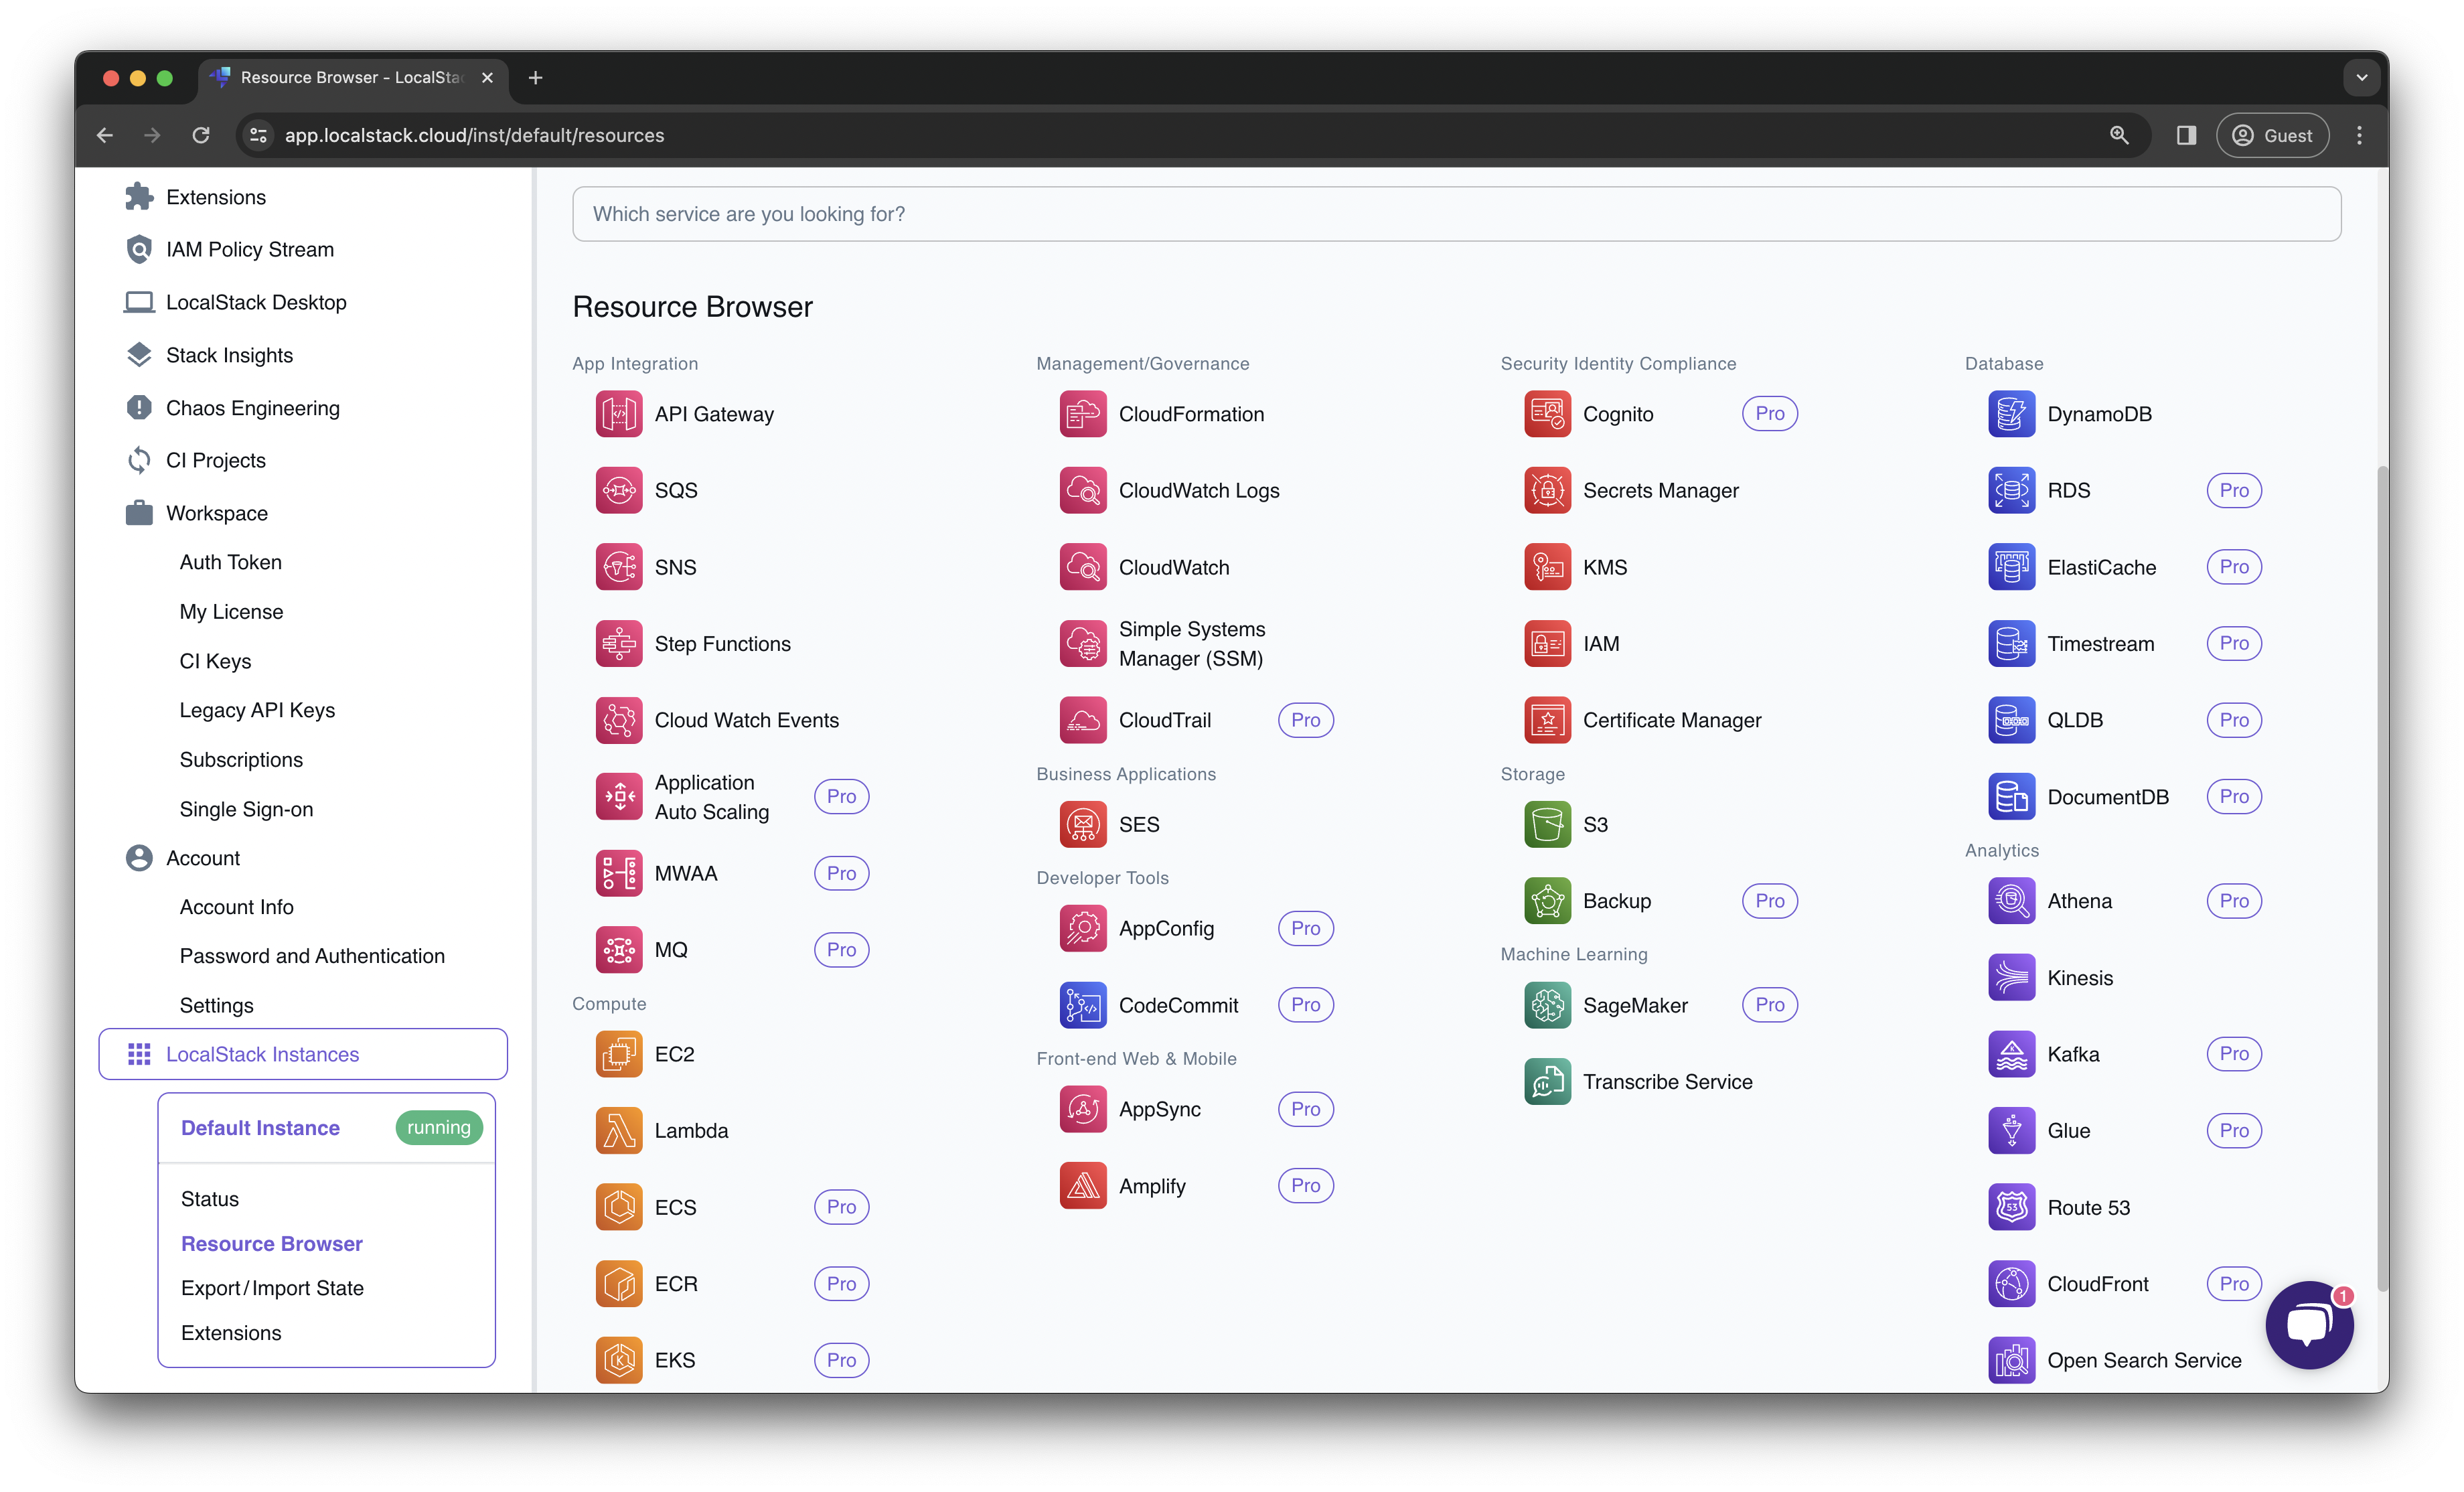 Resource Browser - LocalSta
app.localstack.cloud/inst/default/resources
Guest
Extensions
IAM Policy Stream
LocalStack Desktop
Stack Insights
Chaos Engineering
CI Projects
Workspace
Auth Token
My License
CI Keys
Legacy API Keys
Subscriptions
Single Sign-on
Account
Account Info
Password and Authentication
Settings
LocalStack Instances
Default Instance running
Status
Resource Browser
Export/Import State
Extensions
Which service are you looking for?
Resource Browser
App Integration
API Gateway
SQS
SNS
Step Functions
Cloud Watch Events
Application
Auto Scaling
Pro
MWAA Pro
MQ Pro
Compute
EC2
Lambda
ECS Pro
ECR Pro
EKS Pro
Management/Governance
CloudFormation
CloudWatch Logs
CloudWatch
Simple Systems
Manager (SSM)
CloudTrail Pro
Business Applications
SES
Developer Tools
AppConfig Pro
CodeCommit Pro
Front-end Web & Mobile
AppSync Pro
Amplify Pro
Security Identity Compliance
Cognito Pro
Secrets Manager
KMS
IAM
Certificate Manager
Storage
S3
Backup Pro
Machine Learning
SageMaker Pro
Transcribe Service
Database
DynamoDB
RDS Pro
ElastiCache Pro
Timestream Pro
QLDB Pro
DocumentDB Pro
Analytics
Athena Pro
Kinesis
Kafka Pro
Glue Pro
53
Route 53
CloudFront Pro
Open Search Service
1